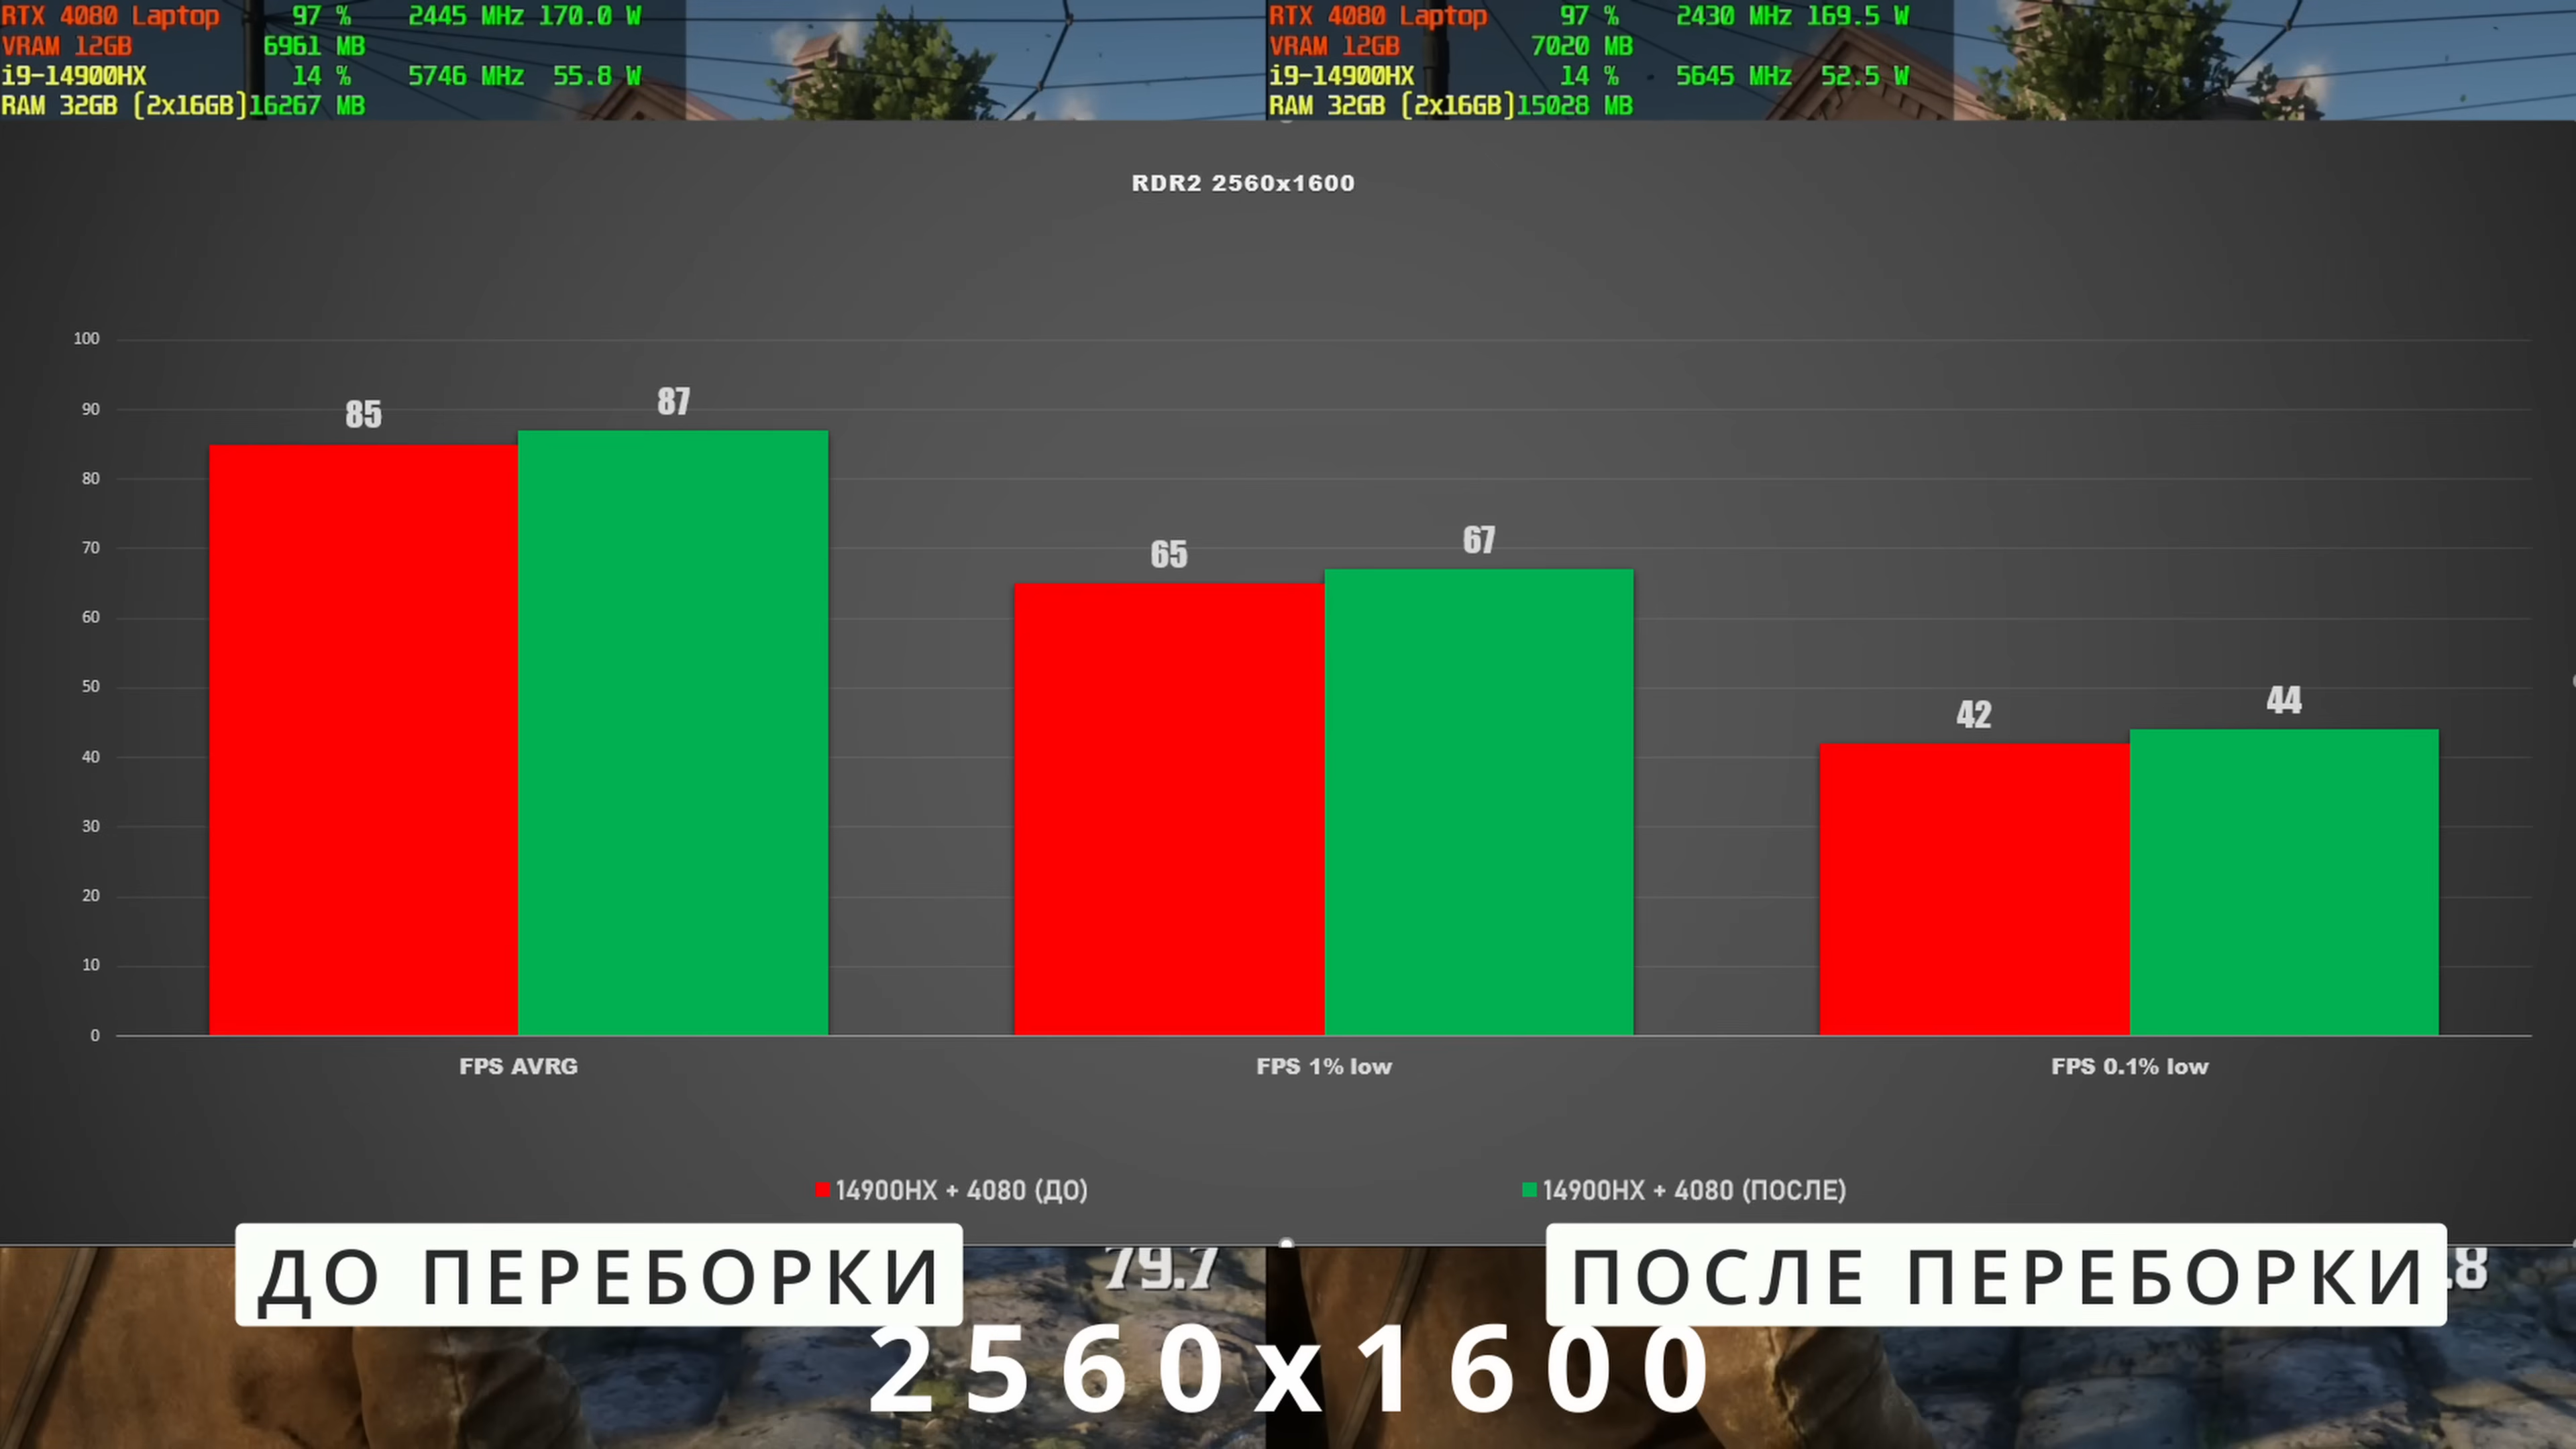 RTX 4080 Laptop 97 % 2445 MHz 170.0 W
VRAM 12GB 6961 MB
i9-14900HX 14 % 5746 MHz 55.8 W
RAM 32GB [2x16GB]16267 MB
RTX 4080 Laptop 97 % 2430 MHz 169.5 W
VRAM 12GB 7020 MB
i9-14900HX 14 % 5645 MHz 52.5 W
RAM 32GB [2x16GB]15028 MB
RDR2 2560x1600
100
90
80
70
60
50
40
30
20
10
0
85
87
65
67
42
44
FPS AVRG
FPS 1% low
FPS 0.1% low
14900HX + 4080 (ДО)
14900HX + 4080 (ПОСЛЕ)
ДО ПЕРЕБОРКИ
79.7
ПОСЛЕ ПЕРЕБОРКИ
2560x1600